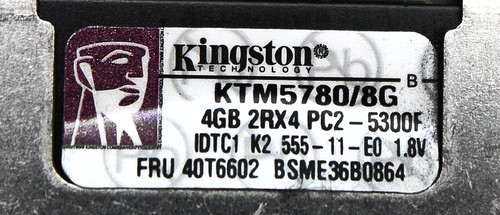 Kingston
TECHNOLOGY
B
KTM5780/8G
4GB 2RX4 PC2-5300F
IDTC1 K2 555-11-E0 1.8V
FRU 40T6602 BSME36B0864